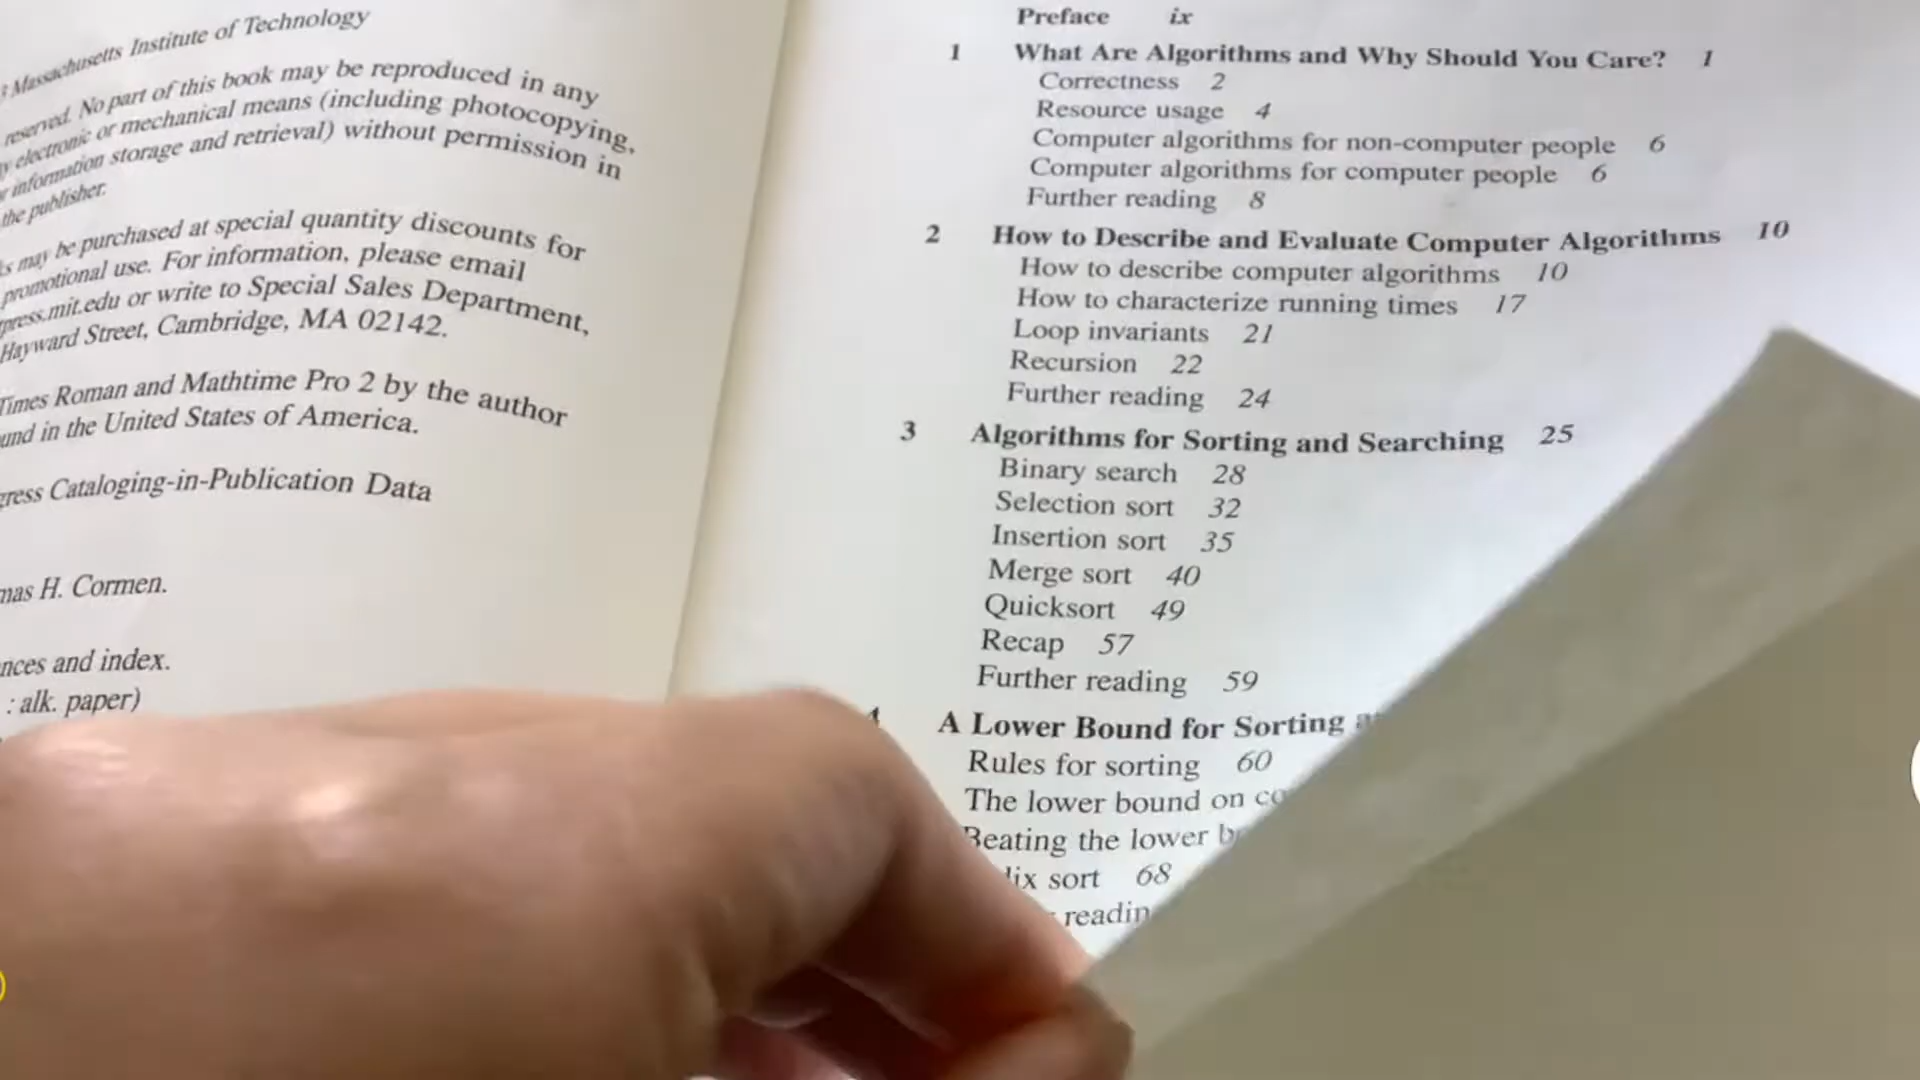 Massachusetts Institute of Technology
reserved. No part of this book may be reproduced in any
electronic or mechanical means (including photocopying,
information storage and retrieval) without permission in
the publisher.
may be purchased at special quantity discounts for
promotional use. For information, please email
press.mit.edu or write to Special Sales Department,
Hayward Street, Cambridge, MA 02142.
Times Roman and Mathtime Pro 2 by the author
und in the United States of America.
gress Cataloging-in-Publication Data
mas H. Cormen.
nces and index.
: alk. paper)
Preface ix
1 What Are Algorithms and Why Should You Care? 1
Correctness 2
Resource usage 4
Computer algorithms for non-computer people 6
Computer algorithms for computer people 6
Further reading 8
2 How to Describe and Evaluate Computer Algorithms 10
How to describe computer algorithms 10
How to characterize running times 17
Loop invariants 21
Recursion 22
Further reading 24
3 Algorithms for Sorting and Searching 25
Binary search 28
Selection sort 32
Insertion sort 35
Merge sort 40
Quicksort 49
Recap 57
Further reading 59
A Lower Bound for Sorting
Rules for sorting 60
The lower bound on co
Beating the lower b
dix sort 68
readin